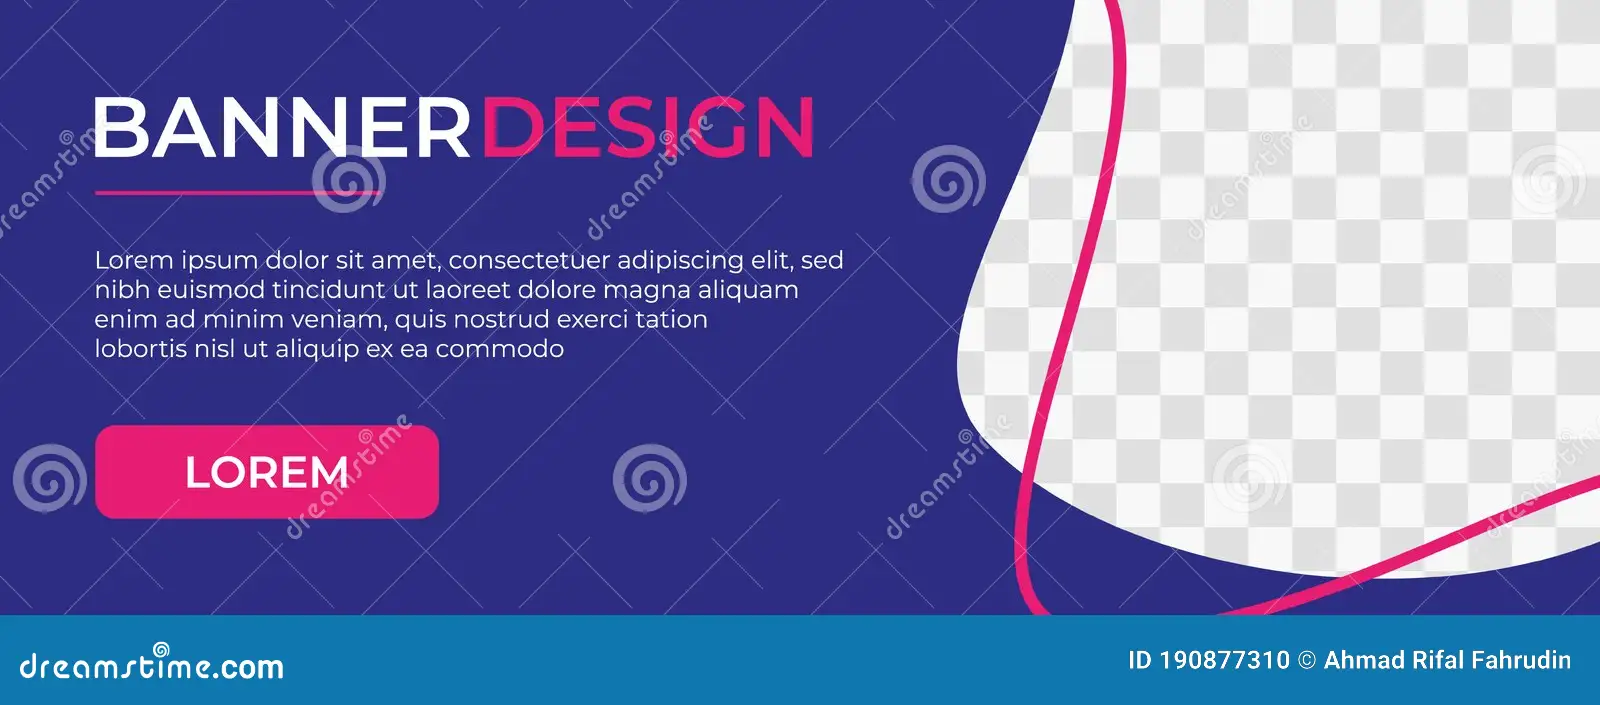 BANNER DESIGN
Lorem ipsum dolor sit amet, consectetuer adipiscing elit, sed
nibh euismod tincidunt ut laoreet dolore magna aliquam
enim ad minim veniam, quis nostrud exerci tation
lobortis nisl ut aliquip ex ea commodo
LOREM
dreamstime.com
ID 190877310 © Ahmad Rifal Fahrudin